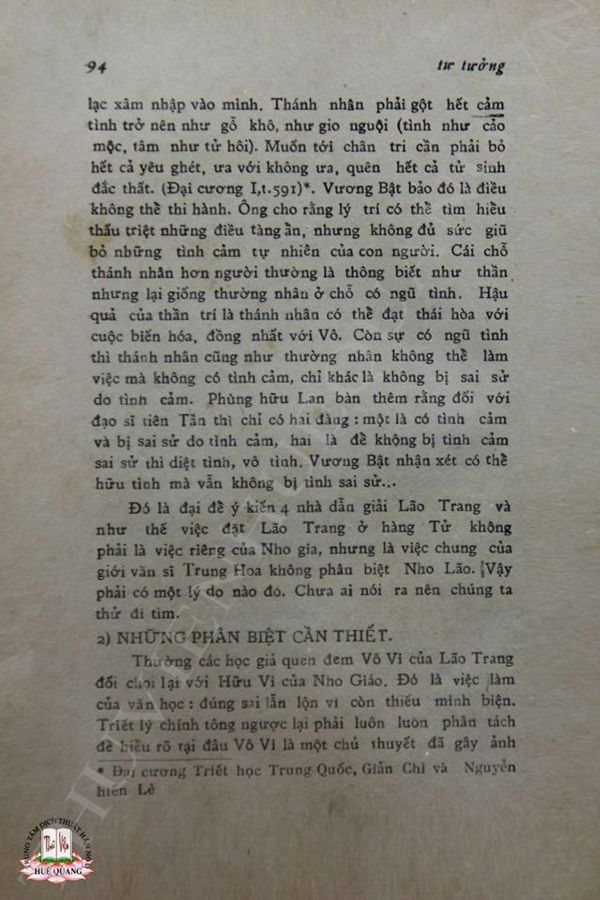 94 tư tưởng
lạc xâm nhập vào mình. Thánh nhân phải gột hết cảm
tình trở nên như gỗ khô, như gio nguội (tình như cảo
mộc, tâm như tử hôi). Muốn tới chân tri cần phải bỏ
hết cả yêu ghét, ưa với không ưa, quên hết cả tử sinh
đắc thất. (Đại cương I,t.591)*. Vương Bật bảo đó là điều
không thể thi hành. Ông cho rằng lý trí có thể tìm hiểu
thấu triệt những điều tàng ẩn, nhưng không đủ sức giũ
bỏ những tình cảm tự nhiên của con người. Cái chỗ
thánh nhân hơn người thường là thông biết như thần
nhưng lại giống thường nhân ở chỗ có ngũ tình. Hậu
quả của thần trí là thánh nhân có thể đạt thái hòa với
cuộc biến hóa, đồng nhất với Vô. Còn sự có ngũ tình
thì thánh nhân cũng như thường nhân không thể làm
việc mà không có tình cảm, chỉ khác là không bị sai sử
do tình cảm. Phùng hữu Lan bàn thêm rằng đối với
đạo sĩ tiên Tần thì chỉ có hai đàng : một là có tình cảm
và bị sai sử do tình cảm, hai là để không bị tình cảm
sai sử thì diệt tình, vô tình. Vương Bật nhận xét có thể
hữu tình mà vẫn không bị tình sai sử...
Đó là đại đề ý kiến 4 nhà dẫn giải Lão Trang và
như thế việc đặt Lão Trang ở hàng Tử không
phải là việc riêng của Nho gia, nhưng là việc chung của
giới văn sĩ Trung Hoa không phân biệt Nho Lão. Vậy
phải có một lý do nào đó. Chưa ai nói ra nên chúng ta
thử đi tìm.
2) NHỮNG PHÂN BIỆT CẦN THIẾT.
Thường các học giả quen đem Vô Vi của Lão Trang
đối chọi lại với Hữu Vi của Nho Giáo. Đó là việc làm
của văn học : đúng sai lẫn lộn vì còn thiếu minh biện.
Triết lý chính tông ngược lại phải luôn luôn phân tách
để hiểu rõ tại đâu Vô Vi là một chủ thuyết đã gây ảnh
* Đại cương Triết học Trung Quốc, Giản Chi và Nguyễn
hiến Lê
TRUNG TÂM DỊCH THUẬT HÁN NÔM
HUỆ QUANG